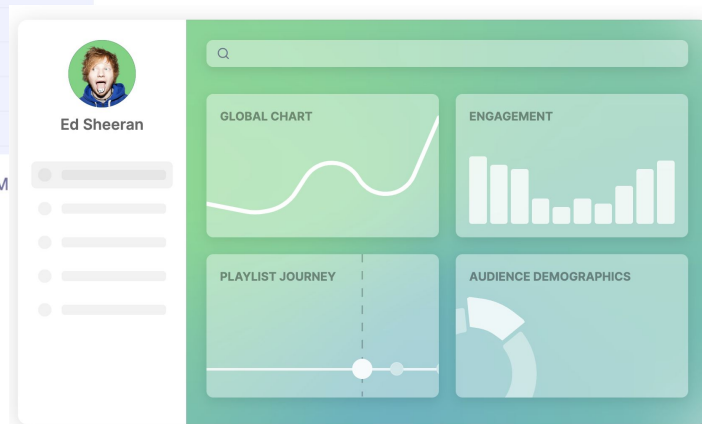 Ed Sheeran
GLOBAL CHART
ENGAGEMENT
PLAYLIST JOURNEY
AUDIENCE DEMOGRAPHICS